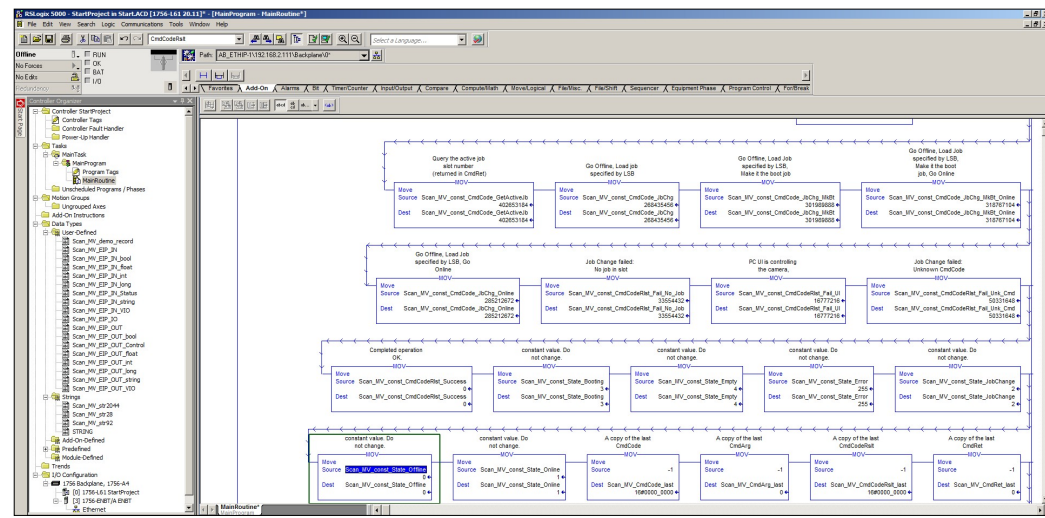 RSLogix 5000 - StartProject in Start.ACD [1756-L61 20.11]* - [MainProgram - MainRoutine*]
File Edit View Search Logic Communications Tools Window Help
CmdCodeRslt
Select a Language...
Offline
RUN
Path: AB_ETHIP-1\192.168.2.111\Backplane\0*
No Forces
OK
BAT
No Edits
I/O
Redundancy
Favorites Add-On Alarms Bit Timer/Counter Input/Output Compare Compute/Math Move/Logical File/Misc. File/Shift Sequencer Equipment Phase Program Control For/Break
Start Page
Controller Organizer
Controller StartProject
Controller Tags
Controller Fault Handler
Power-Up Handler
Tasks
MainTask
MainProgram
Program Tags
MainRoutine
Unscheduled Programs / Phases
Motion Groups
Ungrouped Axes
Add-On Instructions
Data Types
User-Defined
Scan_MV_demo_record
Scan_MV_EIP_IN
Scan_MV_EIP_IN_bool
Scan_MV_EIP_IN_float
Scan_MV_EIP_IN_int
Scan_MV_EIP_IN_long
Scan_MV_EIP_IN_Status
Scan_MV_EIP_IN_string
Scan_MV_EIP_IN_VIO
Scan_MV_EIP_IO
Scan_MV_EIP_OUT
Scan_MV_EIP_OUT_bool
Scan_MV_EIP_OUT_Control
Scan_MV_EIP_OUT_float
Scan_MV_EIP_OUT_int
Scan_MV_EIP_OUT_long
Scan_MV_EIP_OUT_string
Scan_MV_EIP_OUT_VIO
Strings
Scan_MV_str2044
Scan_MV_str28
Scan_MV_str92
STRING
Add-On-Defined
Predefined
Module-Defined
Trends
I/O Configuration
1756 Backplane, 1756-A4
[0] 1756-L61 StartProject
[3] 1756-ENBT/A ENBT
Ethernet
Query the active job
slot number
(returned in CmdRet)
MOV
Move
Source Scan_MV_const_CmdCode_GetActiveJb
402653184
Dest Scan_MV_const_CmdCode_GetActiveJb
402653184
Go Offline, Load job
specified by LSB
MOV
Move
Source Scan_MV_const_CmdCode_JbChg
268435456
Dest Scan_MV_const_CmdCode_JbChg
268435456
Go Offline, Load Job
specified by LSB,
Make it the boot
job
MOV
Move
Source Scan_MV_const_CmdCode_JbChg_MkBt
301989888
Dest Scan_MV_const_CmdCode_JbChg_MkBt
301989888
Go Offline, Load Job
specified by LSB,
Make it the boot
job, Go Online
MOV
Move
Source Scan_MV_const_CmdCode_JbChg_MkBt_Online
318767104
Dest Scan_MV_const_CmdCode_JbChg_MkBt_Online
318767104
Go Offline, Load Job
specified by LSB, Go
Online
MOV
Move
Source Scan_MV_const_CmdCode_JbChg_Online
285212672
Dest Scan_MV_const_CmdCode_JbChg_Online
285212672
Job Change failed:
No job in slot
MOV
Move
Source Scan_MV_const_CmdCodeRslt_Fail_No_Job
33554432
Dest Scan_MV_const_CmdCodeRslt_Fail_No_Job
33554432
PC UI is controlling
the camera.
MOV
Move
Source Scan_MV_const_CmdCodeRslt_Fail_UI
16777216
Dest Scan_MV_const_CmdCodeRslt_Fail_UI
16777216
Job Change failed:
Unknown CmdCode
MOV
Move
Source Scan_MV_const_CmdCodeRslt_Fail_Unk_Cmd
50331648
Dest Scan_MV_const_CmdCodeRslt_Fail_Unk_Cmd
50331648
Completed operation
OK.
MOV
Move
Source Scan_MV_const_CmdCodeRslt_Success
0
Dest Scan_MV_const_CmdCodeRslt_Success
0
constant value. Do
not change.
MOV
Move
Source Scan_MV_const_State_Booting
3
Dest Scan_MV_const_State_Booting
3
constant value. Do
not change.
MOV
Move
Source Scan_MV_const_State_Empty
4
Dest Scan_MV_const_State_Empty
4
constant value. Do
not change.
MOV
Move
Source Scan_MV_const_State_Error
255
Dest Scan_MV_const_State_Error
255
constant value. Do
not change.
MOV
Move
Source Scan_MV_const_State_JobChange
2
Dest Scan_MV_const_State_JobChange
2
constant value. Do
not change.
MOV
Move
Source Scan_MV_const_State_Offline
0
Dest Scan_MV_const_State_Offline
0
constant value. Do
not change.
MOV
Move
Source Scan_MV_const_State_Online
1
Dest Scan_MV_const_State_Online
1
A copy of the last
CmdCode
MOV
Move
Source -1
Dest Scan_MV_CmdCode_last
16#0000_0000
A copy of the last
CmdArg
MOV
Move
Source -1
Dest Scan_MV_CmdArg_last
0
A copy of the last
CmdCodeRslt
MOV
Move
Source -1
Dest Scan_MV_CmdCodeRslt_last
16#0000_0000
A copy of the last
CmdRet
MOV
Move
Source -1
Dest Scan_MV_CmdRet_last
0
MainRoutine*
MainProgram